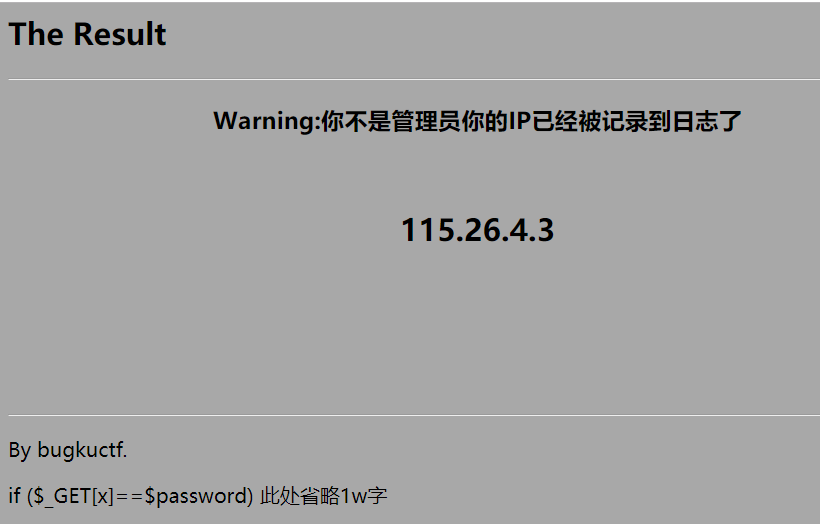 The Result
Warning:你不是管理员你的IP已经被记录到日志了
115.26.4.3
By bugkuctf.
if ($_GET[x]==$password) 此处省略1w字